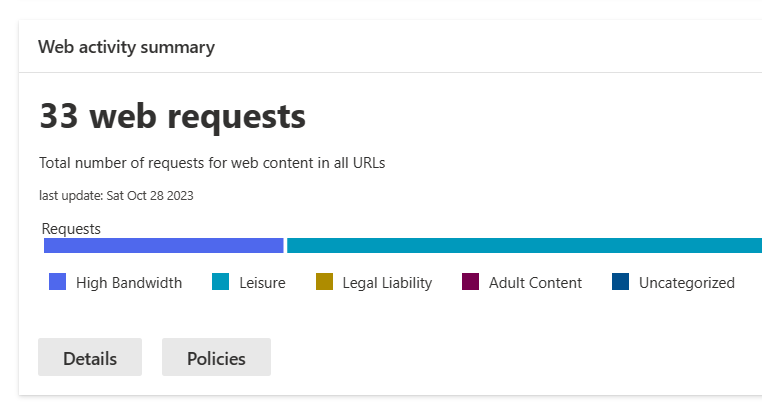 Web activity summary
33 web requests
Total number of requests for web content in all URLs
last update: Sat Oct 28 2023
Requests
High Bandwidth Leisure Legal Liability Adult Content Uncategorized
Details Policies